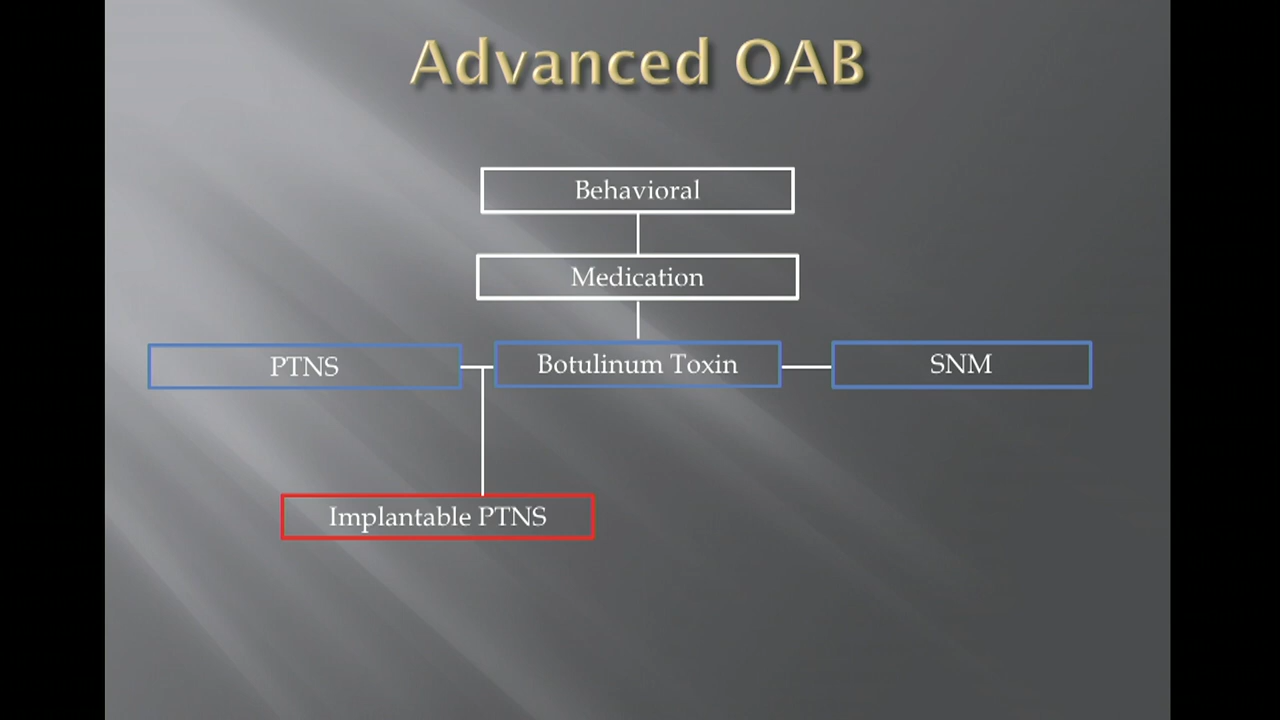 Advanced OAB
Behavioral
Medication
PTNS
Botulinum Toxin
SNM
Implantable PTNS